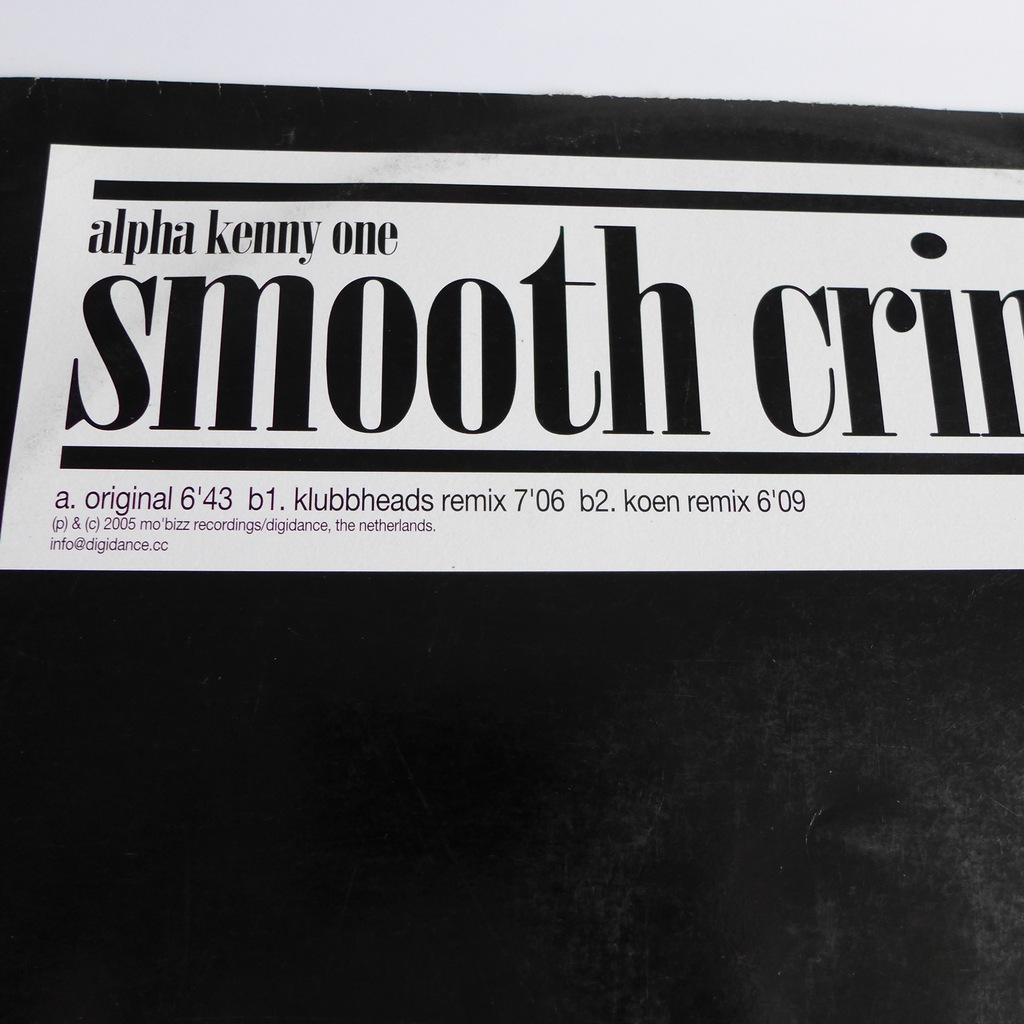 alpha kenny one
smooth crin
a. original 6'43 b1. klubbheads remix 7'06 b2. koen remix 6'09
(p) & (c) 2005 mo'bizz recordings/digidance, the netherlands.
info@digidance.cc